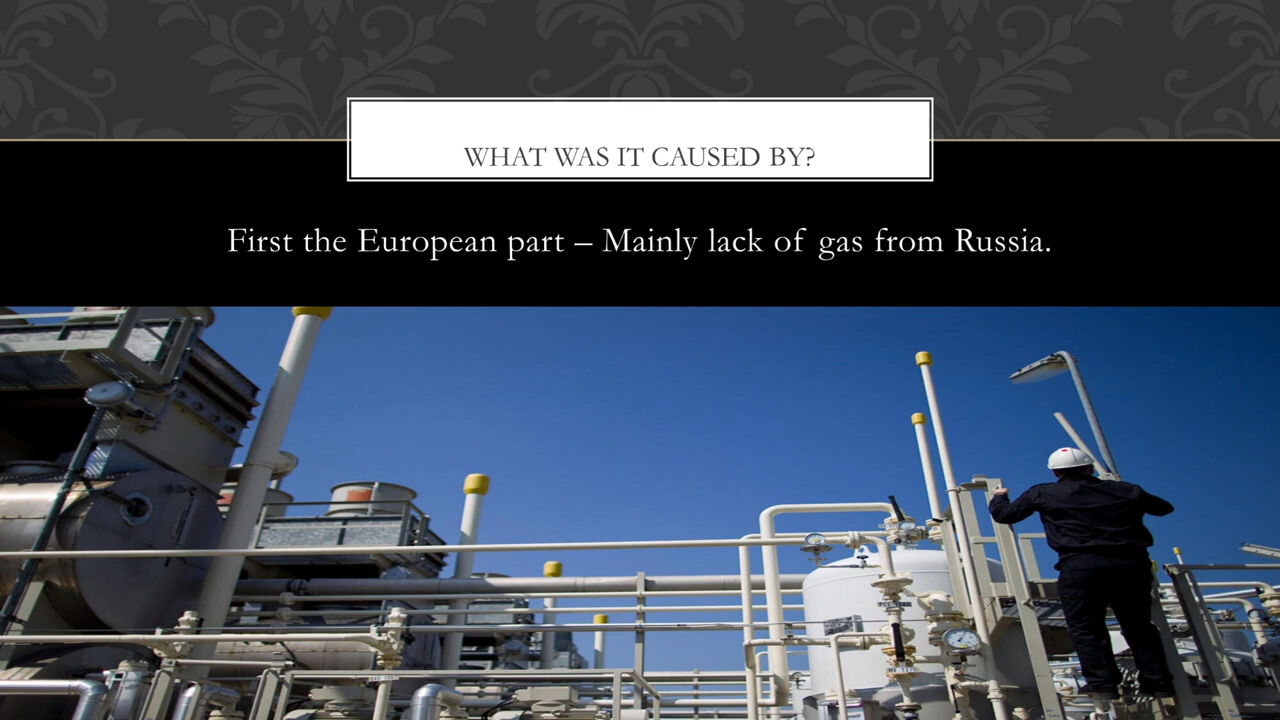 WHAT WAS IT CAUSED BY?
First the European part – Mainly lack of gas from Russia.